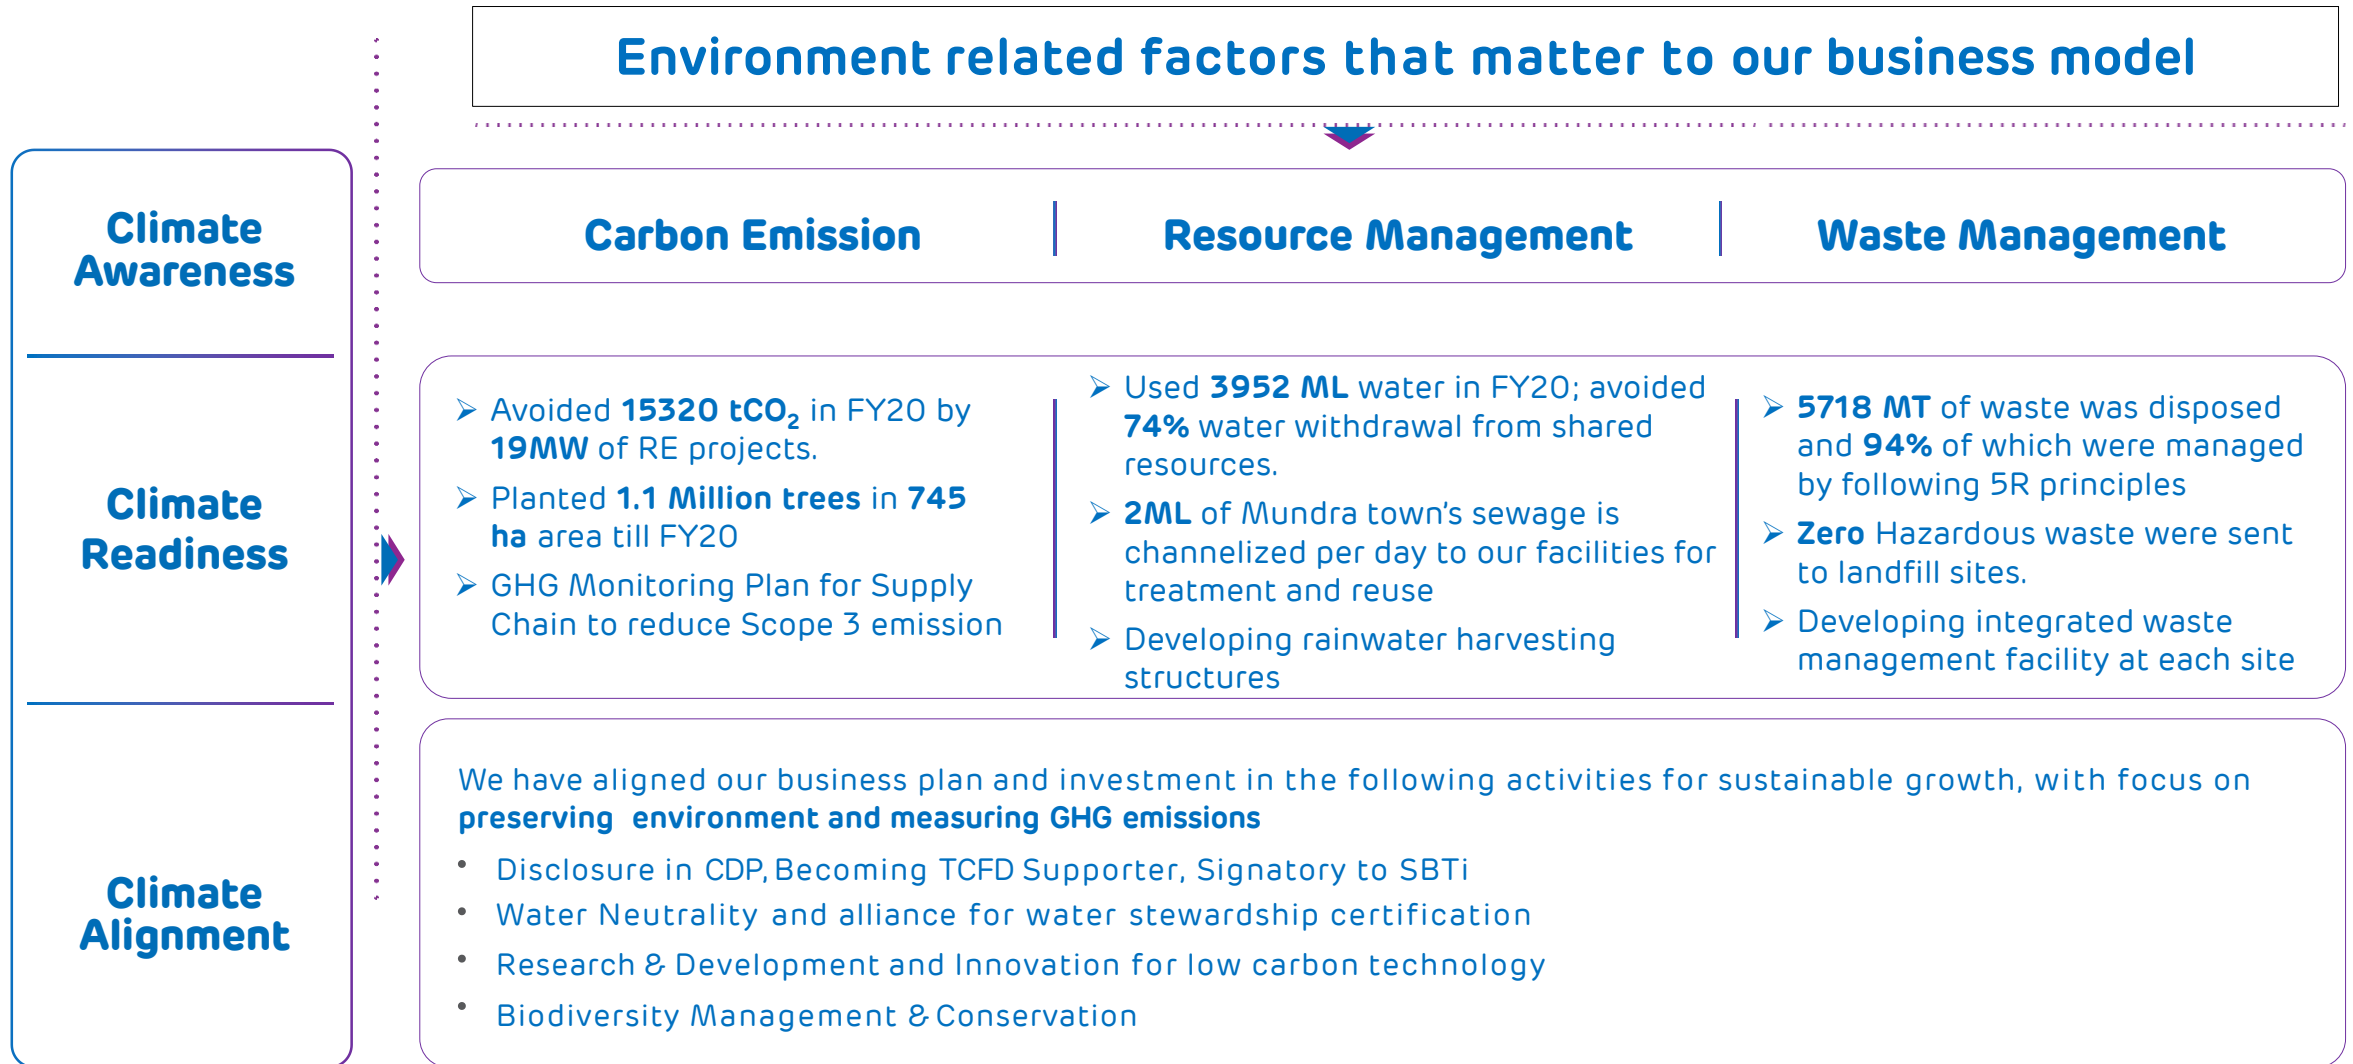 Environment related factors that matter to our business model
Climate
Awareness
Carbon Emission
Resource Management
Waste Management
Climate
Readiness
➢ Avoided 15320 tCO₂ in FY20 by
19MW of RE projects.
➢ Planted 1.1 Million trees in 745
ha area till FY20
➢ GHG Monitoring Plan for Supply
Chain to reduce Scope 3 emission
➢ Used 3952 ML water in FY20; avoided
74% water withdrawal from shared
resources.
➢ 2ML of Mundra town's sewage is
channelized per day to our facilities for
treatment and reuse
➢ Developing rainwater harvesting
structures
➢ 5718 MT of waste was disposed
and 94% of which were managed
by following 5R principles
➢ Zero Hazardous waste were sent
to landfill sites.
➢ Developing integrated waste
management facility at each site
Climate
Alignment
We have aligned our business plan and investment in the following activities for sustainable growth, with focus on
preserving environment and measuring GHG emissions
• Disclosure in CDP, Becoming TCFD Supporter, Signatory to SBTi
• Water Neutrality and alliance for water stewardship certification
• Research & Development and Innovation for low carbon technology
• Biodiversity Management & Conservation